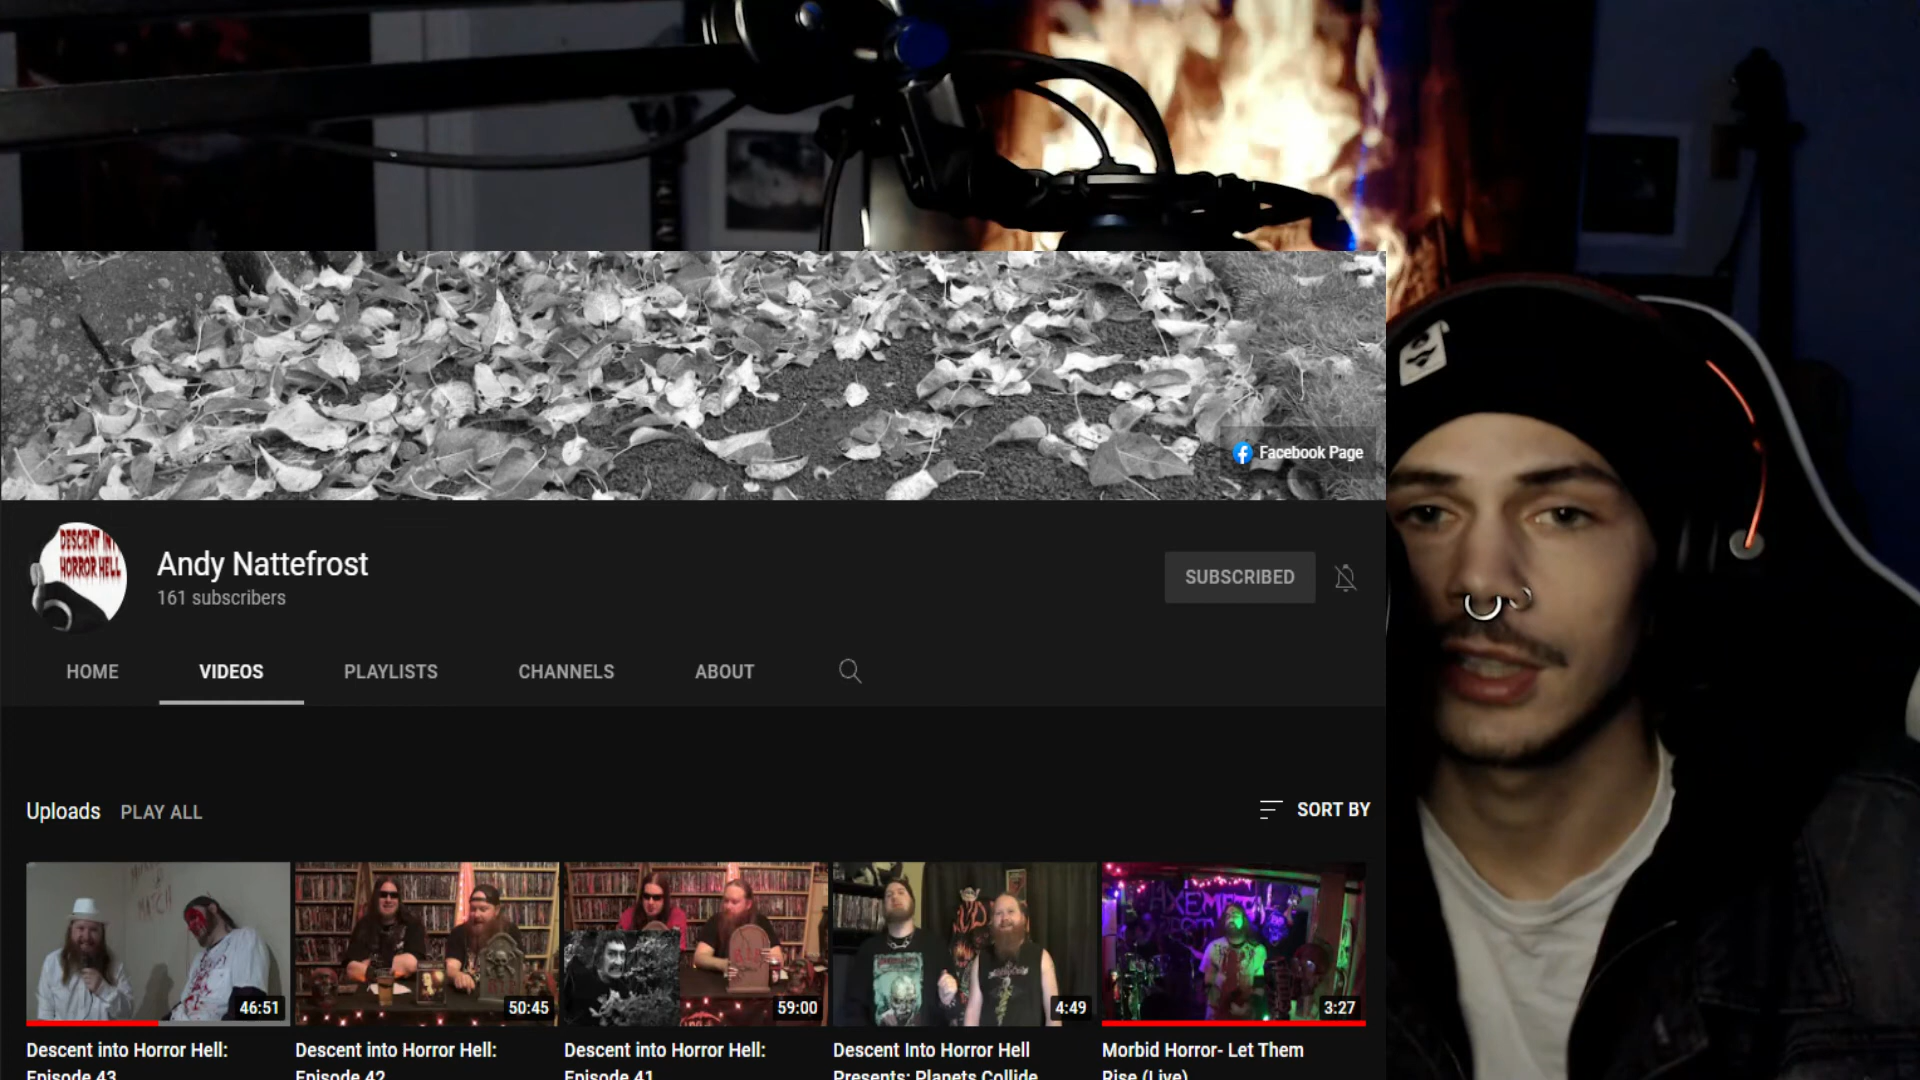 Facebook Page
DESCENT INTO
HORROR HELL
Andy Nattefrost
161 subscribers
SUBSCRIBED
HOME
VIDEOS
PLAYLISTS
CHANNELS
ABOUT
Uploads
PLAY ALL
SORT BY
MATCH
46:51
50:45
59:00
4:49
3:27
Descent into Horror Hell:
Episode 43
Descent into Horror Hell:
Episode 42
Descent into Horror Hell:
Episode 41
Descent Into Horror Hell
Presents: Planets Collide
Morbid Horror- Let Them
Rise (Live)